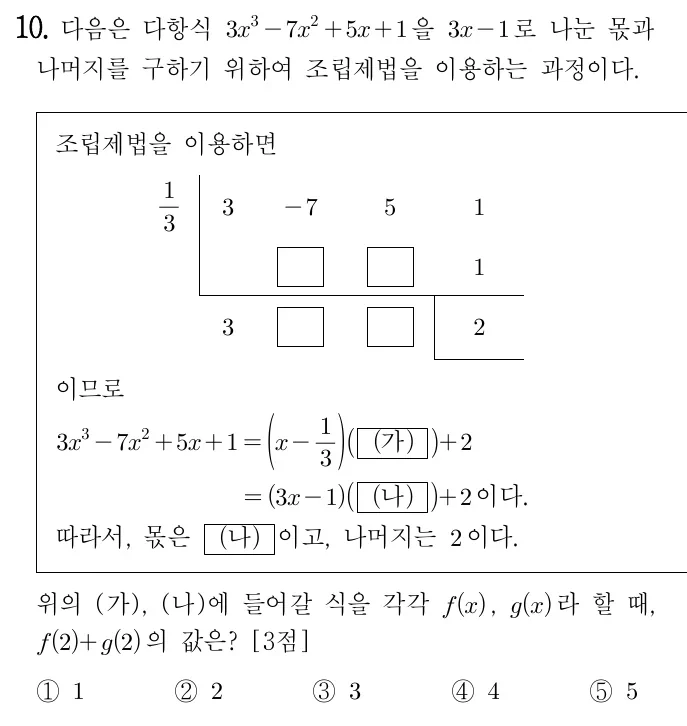 10. 다음은 다항식 3x³-7x²+5x+1을 3x-1로 나눈 몫과
나머지를 구하기 위하여 조립제법을 이용하는 과정이다.
조립제법을 이용하면
1/3 3 -7 5 1
□ □ 1
3 □ □ 2
이므로
3x³-7x²+5x+1=(x-1/3)( (가) )+2
=(3x-1)( (나) )+2이다.
따라서, 몫은 (나) 이고, 나머지는 2이다.
위의 (가), (나)에 들어갈 식을 각각 f(x), g(x)라 할 때,
f(2)+g(2)의 값은? [3점]
① 1 ② 2 ③ 3 ④ 4 ⑤ 5